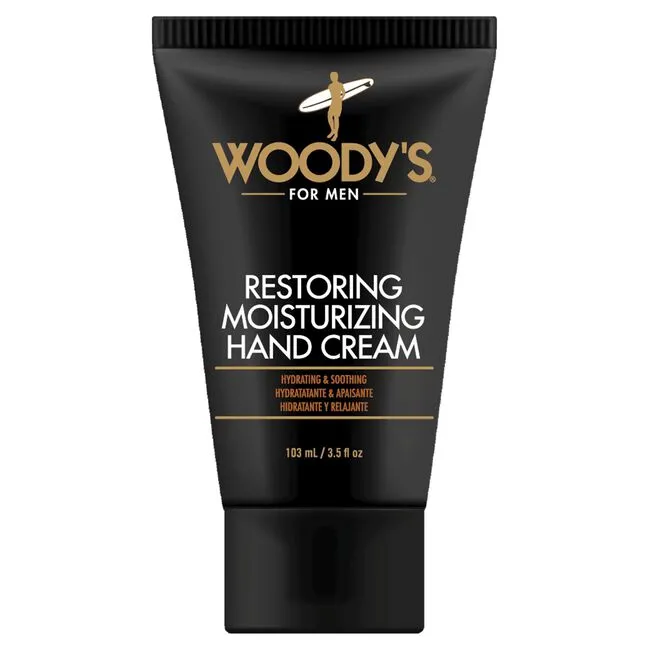 WOODY'S®
FOR MEN
RESTORING
MOISTURIZING
HAND CREAM
HYDRATING & SOOTHING
HYDRATATANTE & APAISANTE
HIDRATANTE Y RELAJANTE
103 mL / 3.5 fl oz